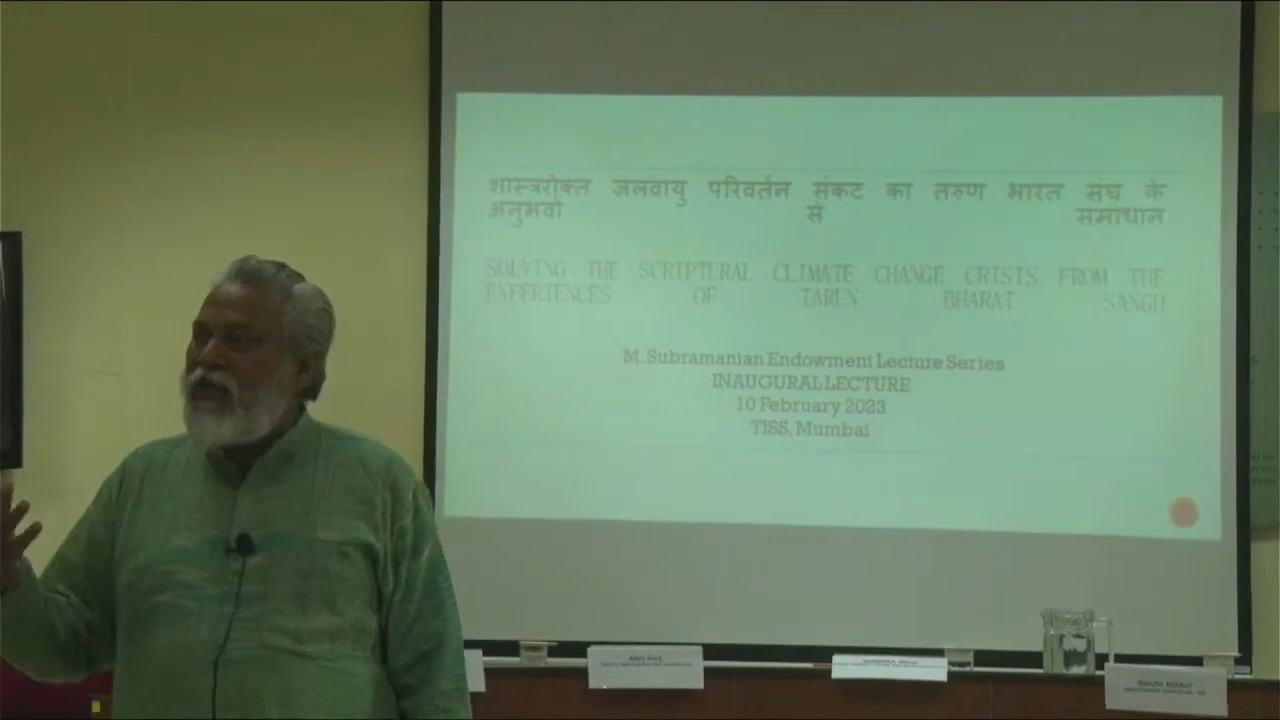 शास्त्ररोक्त जलवायु परिवर्तन संकट का तरुण भारत संघ के
अनुभवों से समाधान
SOLVING THE SCRIPTURAL CLIMATE CHANGE CRISIS FROM THE
EXPERIENCES OF TARUN BHARAT SANGH
M. Subramanian Endowment Lecture Series
INAUGURAL LECTURE
10 February 2023
TISS, Mumbai